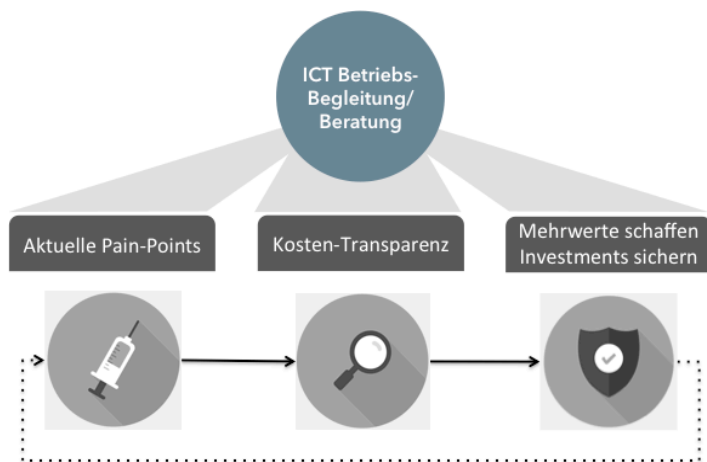 ICT Betriebs-
Begleitung/
Beratung
Aktuelle Pain-Points
Kosten-Transparenz
Mehrwerte schaffen
Investments sichern